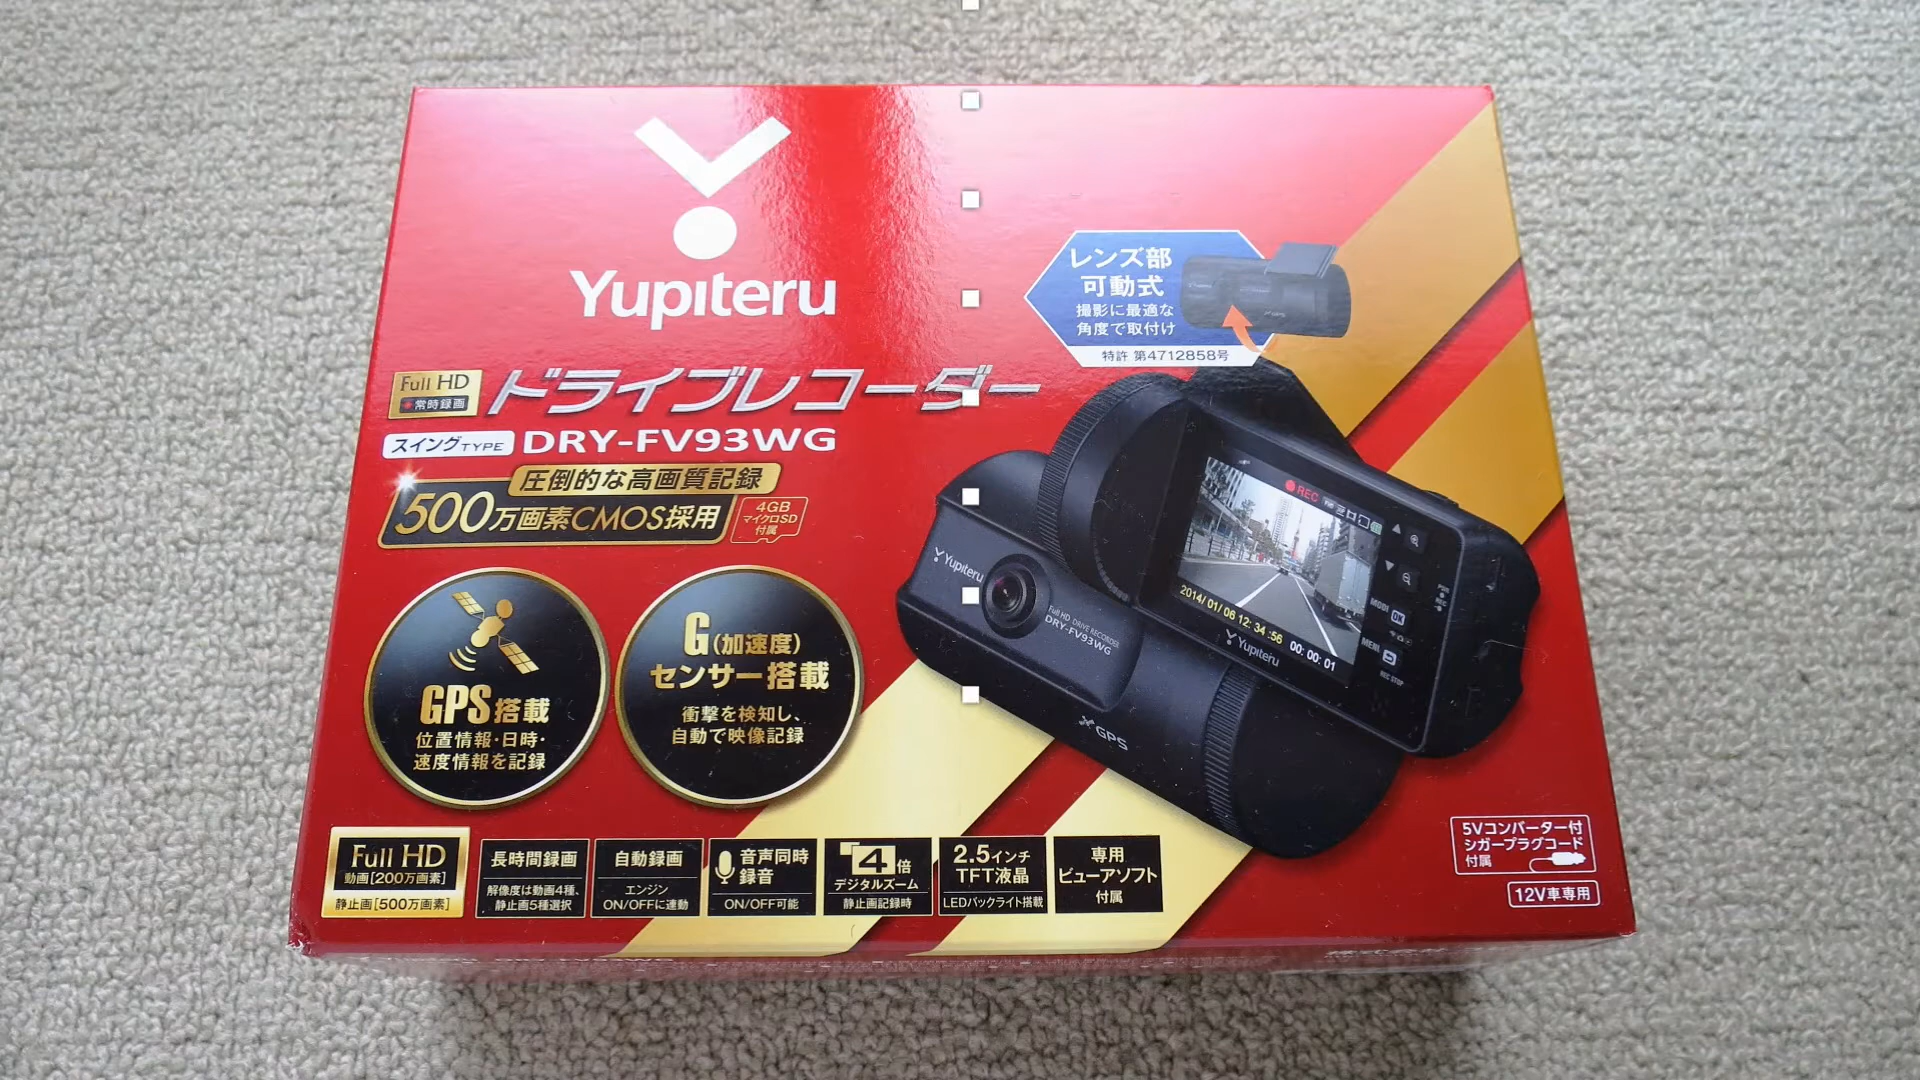 Yupiteru
レンズ部
可動式
撮影に最適な
角度で取付け
特許 第4712858号
Full HD
常時録画
ドライブレコーダー
スイングTYPE
DRY-FV93WG
圧倒的な高画質記録
500万画素CMOS採用
4GB
マイクロSD
付属
GPS搭載
位置情報・日時・
速度情報を記録
G(加速度)
センサー搭載
衝撃を検知し、
自動で映像記録
Yupiteru
Full HD DRIVE RECORDER
DRY-FV93WG
GPS
REC
2014/01/06 12:34:56
00:00:01
Yupiteru
MODE
OK
MENU
REC STOP
Full HD
動画[200万画素]
静止画[500万画素]
長時間録画
解像度は動画4種、
静止画5種選択
自動録画
エンジン
ON/OFFに連動
音声同時
録音
ON/OFF可能
4倍
デジタルズーム
静止画記録時
2.5インチ
TFT液晶
LEDバックライト搭載
専用
ビューアソフト
付属
5Vコンバーター付
シガープラグコード
付属
12V車専用